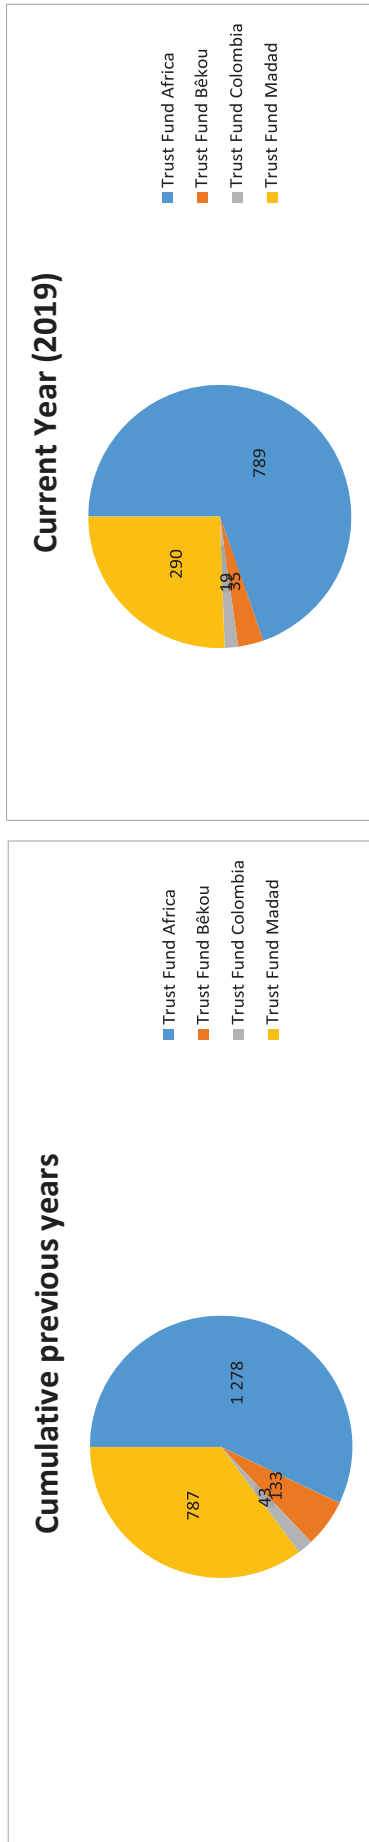 Cumulative previous years
1 278
133
43
787
Trust Fund Africa
Trust Fund Bêkou
Trust Fund Colombia
Trust Fund Madad
Current Year (2019)
789
35
19
290
Trust Fund Africa
Trust Fund Bêkou
Trust Fund Colombia
Trust Fund Madad